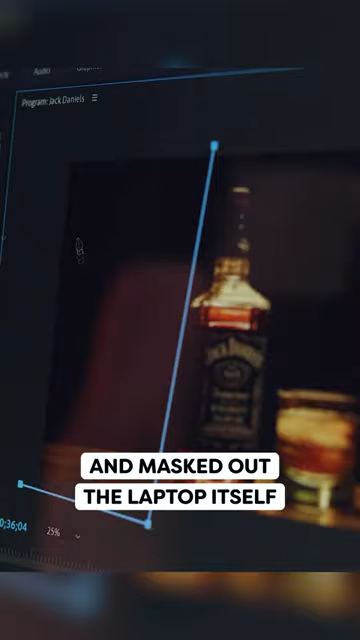 Audio
Program: Jack Daniels
JACK DANIEL'S
AND MASKED OUT
THE LAPTOP ITSELF
0;36;04
25%